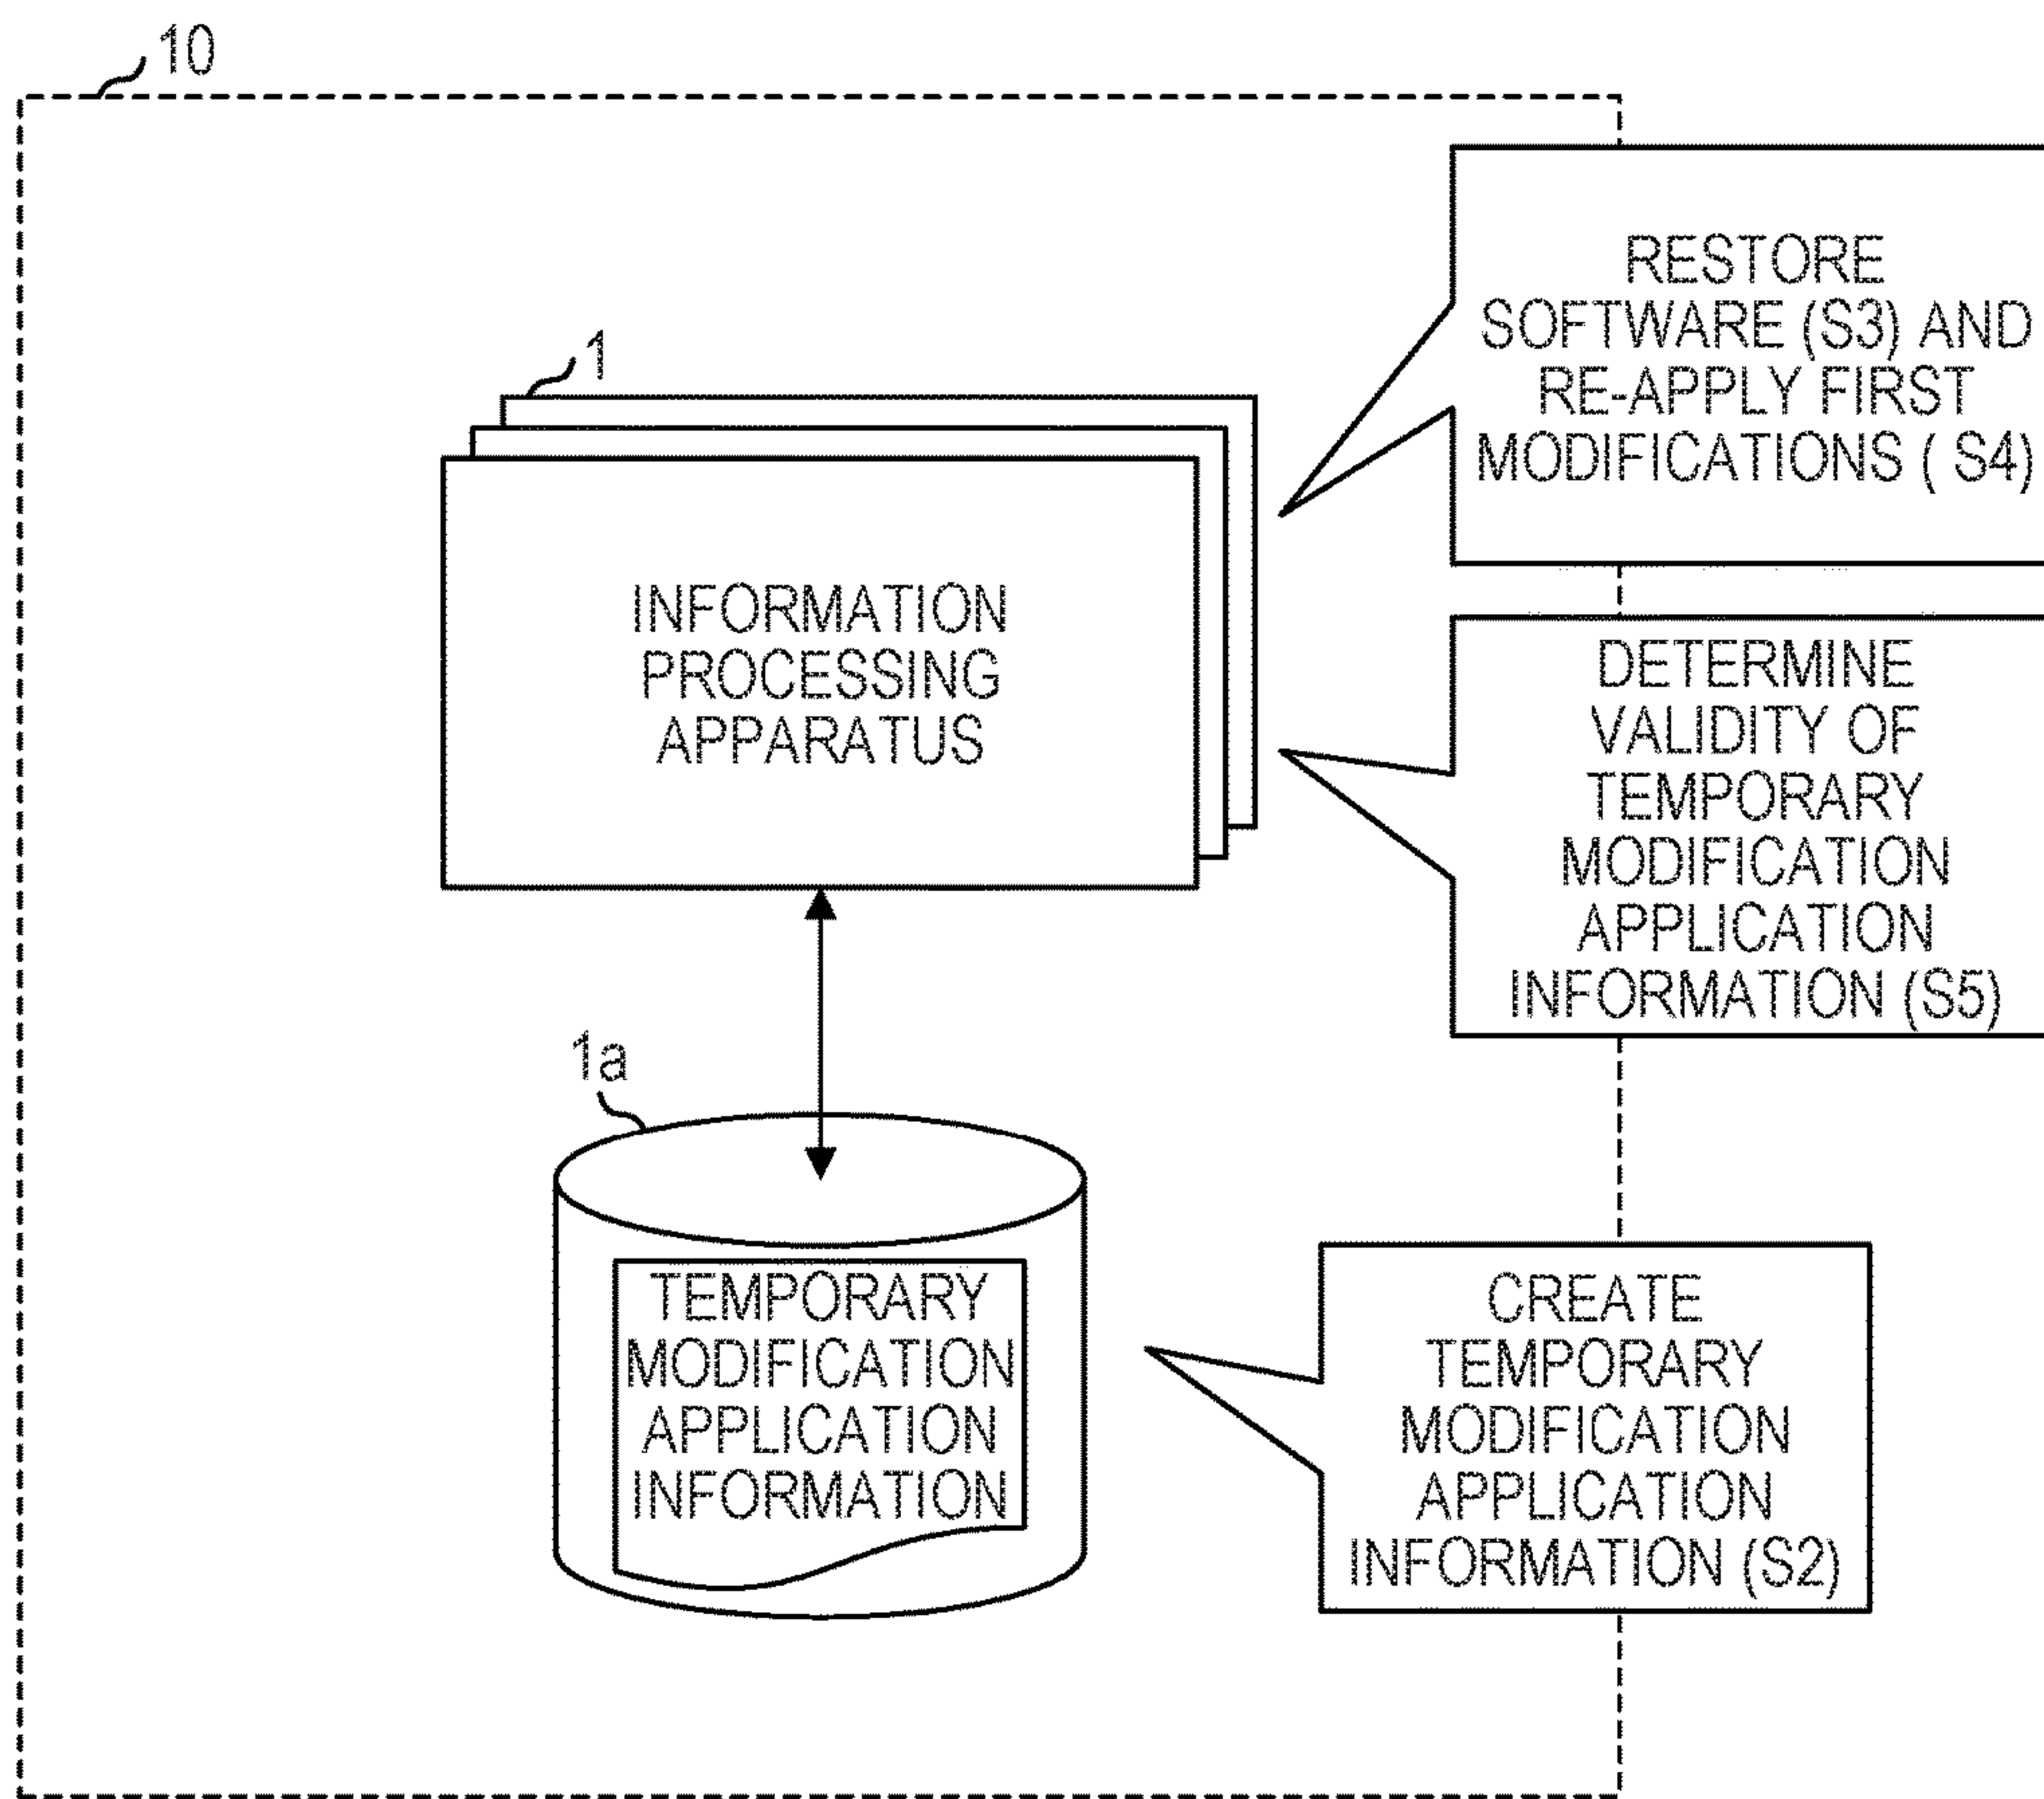 10
RESTORE
SOFTWARE (S3) AND
RE-APPLY FIRST
MODIFICATIONS ( S4)
1
INFORMATION
PROCESSING
APPARATUS
DETERMINE
VALIDITY OF
TEMPORARY
MODIFICATION
APPLICATION
INFORMATION (S5)
1a
TEMPORARY
MODIFICATION
APPLICATION
INFORMATION
CREATE
TEMPORARY
MODIFICATION
APPLICATION
INFORMATION (S2)